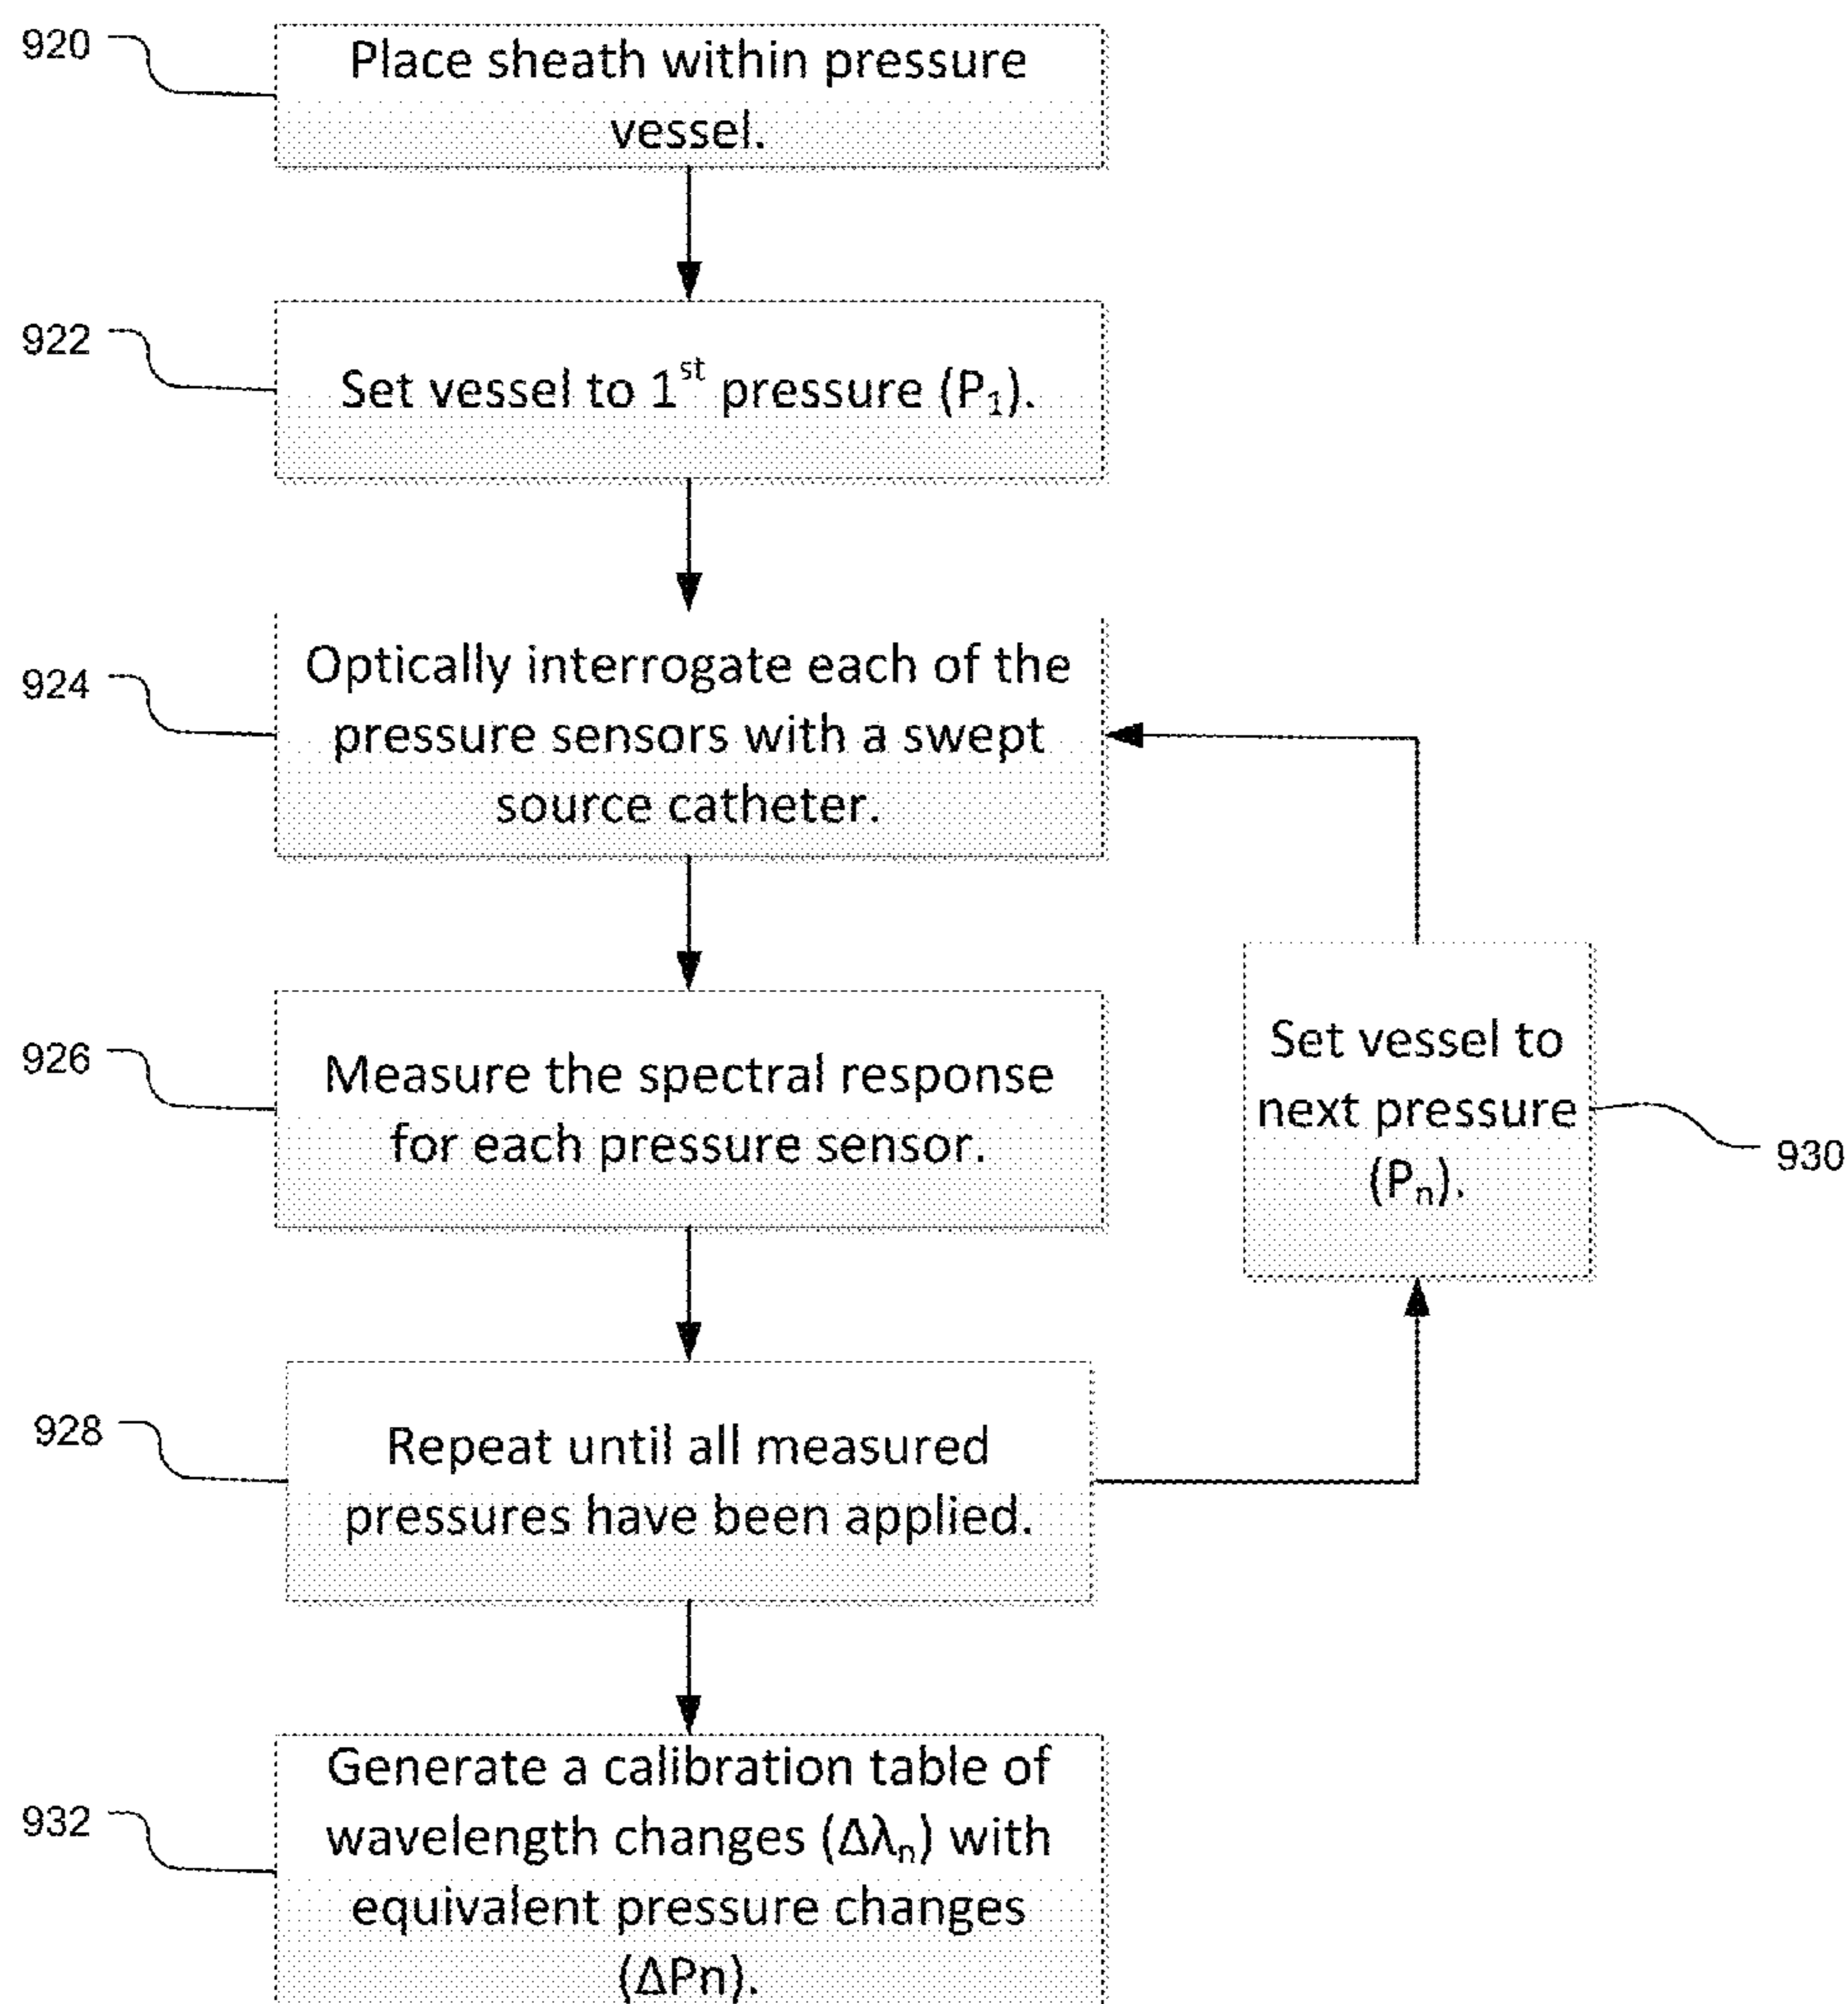 920
Place sheath within pressure
vessel.
922
Set vessel to 1st pressure (P₁).
924
Optically interrogate each of the
pressure sensors with a swept
source catheter.
926
Measure the spectral response
for each pressure sensor.
Set vessel to
next pressure
(Pₙ).
930
928
Repeat until all measured
pressures have been applied.
932
Generate a calibration table of
wavelength changes (Δλₙ) with
equivalent pressure changes
(ΔPn).